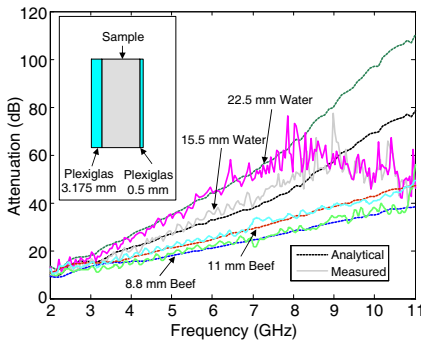 120
100
80
60
40
20
0
Attenuation (dB)
Sample
Plexiglas
3.175 mm
Plexiglas
0.5 mm
22.5 mm Water
15.5 mm Water
11 mm Beef
8.8 mm Beef
Analytical
Measured
2 3 4 5 6 7 8 9 10 11
Frequency (GHz)